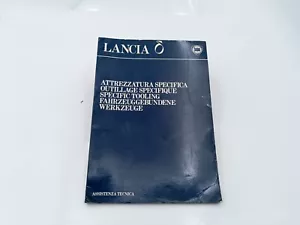 LANCIA
ATTREZZATURA SPECIFICA
OUTILLAGE SPECIFIQUE
SPECIFIC TOOLING
FAHRZEUGGEBUNDENE
WERKZEUGE
ASSISTENZA TECNICA